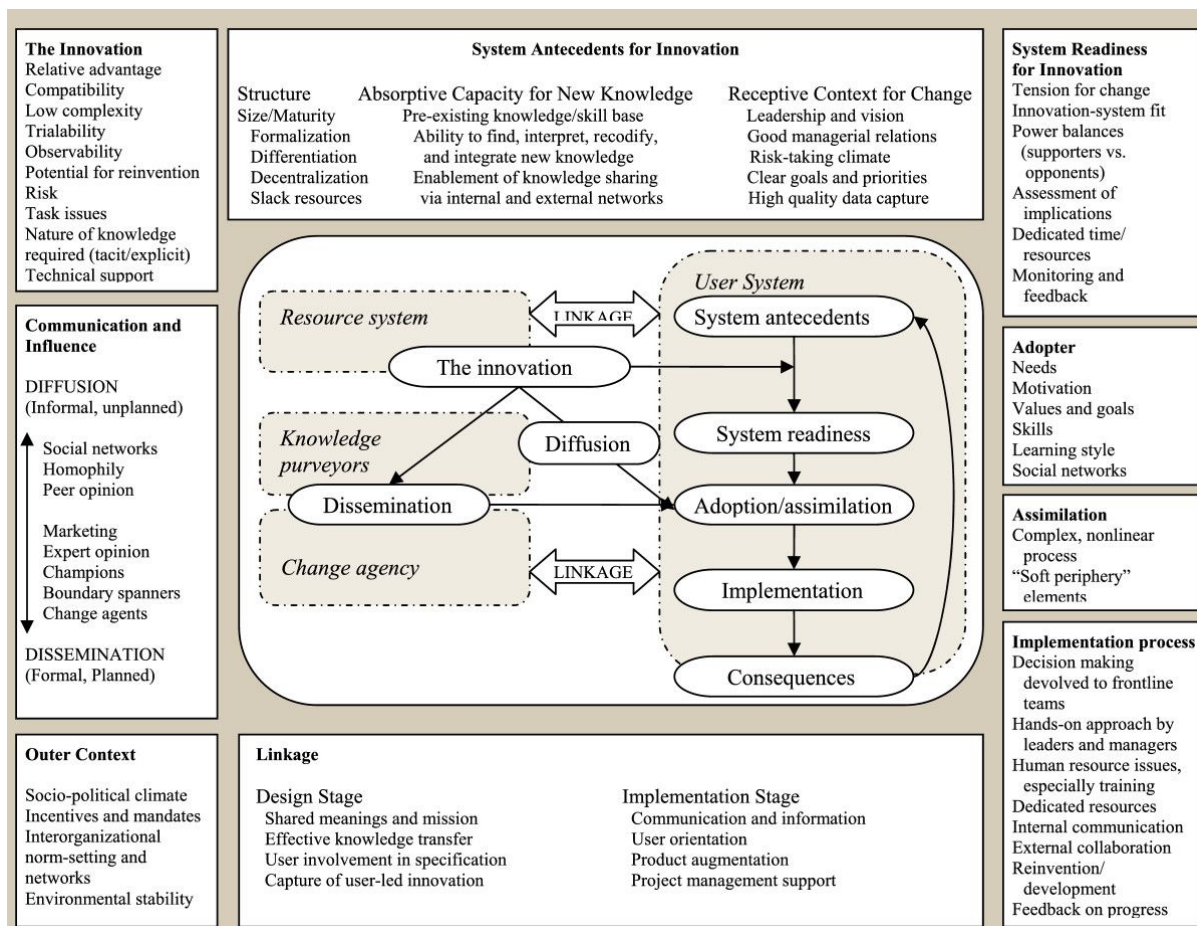 The Innovation
Relative advantage
Compatibility
Low complexity
Trialability
Observability
Potential for reinvention
Risk
Task issues
Nature of knowledge
required (tacit/explicit)
Technical support
System Antecedents for Innovation
Structure
Size/Maturity
Formalization
Differentiation
Decentralization
Slack resources
Absorptive Capacity for New Knowledge
Pre-existing knowledge/skill base
Ability to find, interpret, recodify,
and integrate new knowledge
Enablement of knowledge sharing
via internal and external networks
Receptive Context for Change
Leadership and vision
Good managerial relations
Risk-taking climate
Clear goals and priorities
High quality data capture
System Readiness
for Innovation
Tension for change
Innovation-system fit
Power balances
(supporters vs.
opponents)
Assessment of
implications
Dedicated time/
resources
Monitoring and
feedback
Communication and
Influence
DIFFUSION
(Informal, unplanned)
Social networks
Homophily
Peer opinion
Marketing
Expert opinion
Champions
Boundary spanners
Change agents
DISSEMINATION
(Formal, Planned)
Resource system
LINKAGE
User System
System antecedents
The innovation
Knowledge
purveyors
Diffusion
System readiness
Dissemination
Adoption/assimilation
Change agency
LINKAGE
Implementation
Consequences
Adopter
Needs
Motivation
Values and goals
Skills
Learning style
Social networks
Assimilation
Complex, nonlinear
process
“Soft periphery”
elements
Implementation process
Decision making
devolved to frontline
teams
Hands-on approach by
leaders and managers
Human resource issues,
especially training
Dedicated resources
Internal communication
External collaboration
Reinvention/
development
Feedback on progress
Outer Context
Socio-political climate
Incentives and mandates
Interorganizational
norm-setting and
networks
Environmental stability
Linkage
Design Stage
Shared meanings and mission
Effective knowledge transfer
User involvement in specification
Capture of user-led innovation
Implementation Stage
Communication and information
User orientation
Product augmentation
Project management support